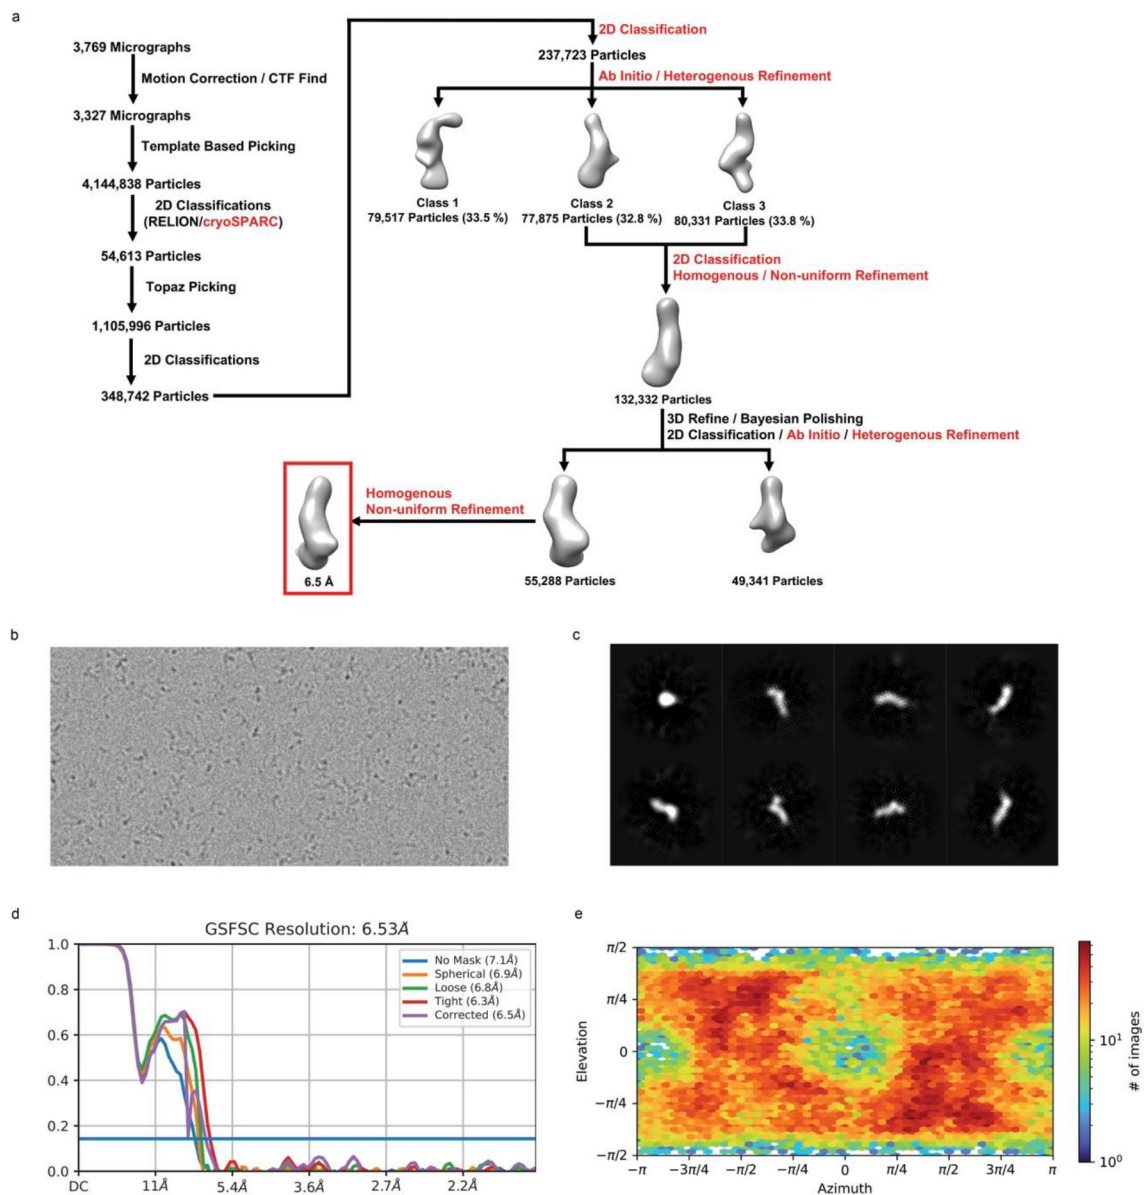 a
3,769 Micrographs
Motion Correction / CTF Find
3,327 Micrographs
Template Based Picking
4,144,838 Particles
2D Classifications
(RELION/cryoSPARC)
54,613 Particles
Topaz Picking
1,105,996 Particles
2D Classifications
348,742 Particles
2D Classification
237,723 Particles
Ab Initio / Heterogenous Refinement
Class 1
79,517 Particles (33.5 %)
Class 2
77,875 Particles (32.8 %)
Class 3
80,331 Particles (33.8 %)
2D Classification
Homogenous / Non-uniform Refinement
132,332 Particles
3D Refine / Bayesian Polishing
2D Classification / Ab Initio / Heterogenous Refinement
Homogenous
Non-uniform Refinement
6.5 Å
55,288 Particles
49,341 Particles
b
c
d
GSFSC Resolution: 6.53Å
1.0
0.8
0.6
0.4
0.2
0.0
DC
11Å
5.4Å
3.6Å
2.7Å
2.2Å
No Mask (7.1Å)
Spherical (6.9Å)
Loose (6.8Å)
Tight (6.3Å)
Corrected (6.5Å)
e
Elevation
π/2
π/4
0
−π/4
−π/2
−π
−3π/4
−π/2
−π/4
0
π/4
π/2
3π/4
π
Azimuth
10¹
10⁰
# of images